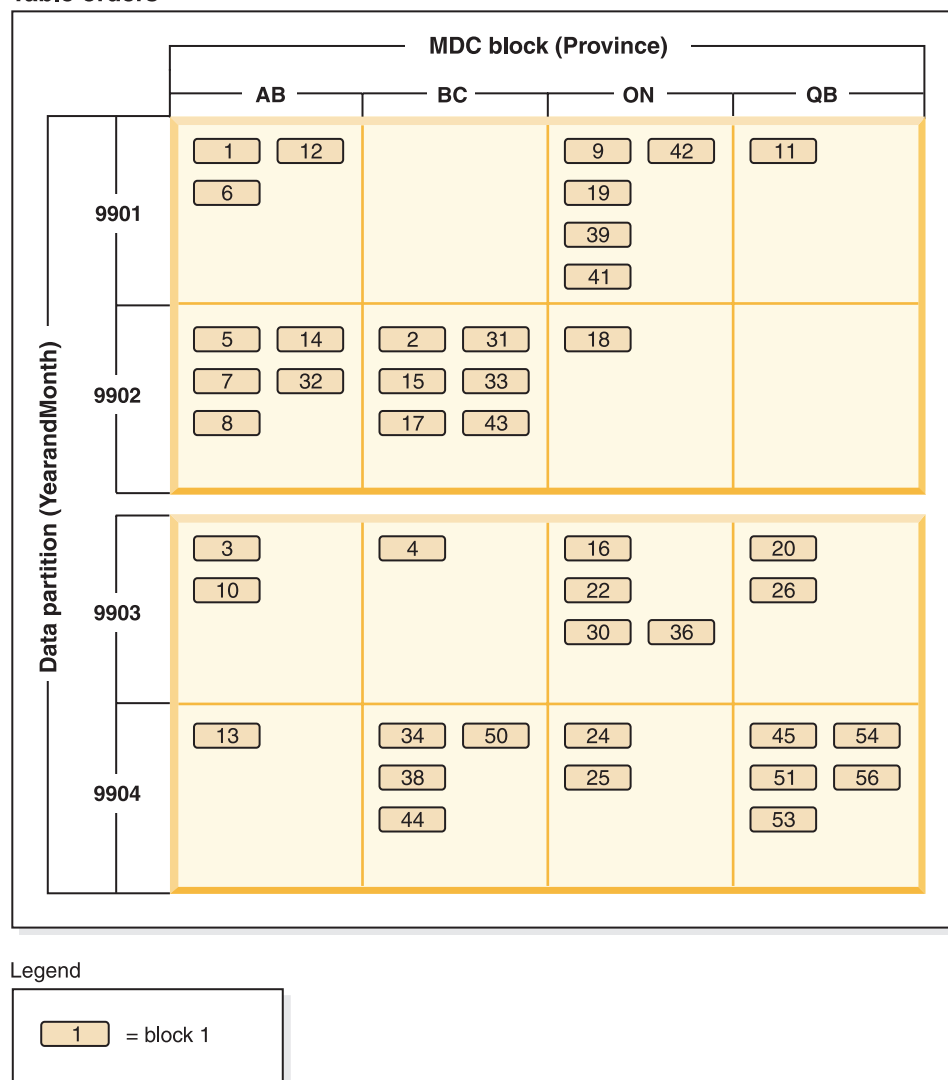 Table orders
MDC block (Province)
AB BC ON QB
Data partition (YearandMonth)
9901
1 12 9 42 11
6 19
39
41
9902
5 14 2 31 18
7 32 15 33
8 17 43
9903
3 4 16 20
10 22 26
30 36
9904
13 34 50 24 45 54
38 25 51 56
44 53
Legend
1 = block 1